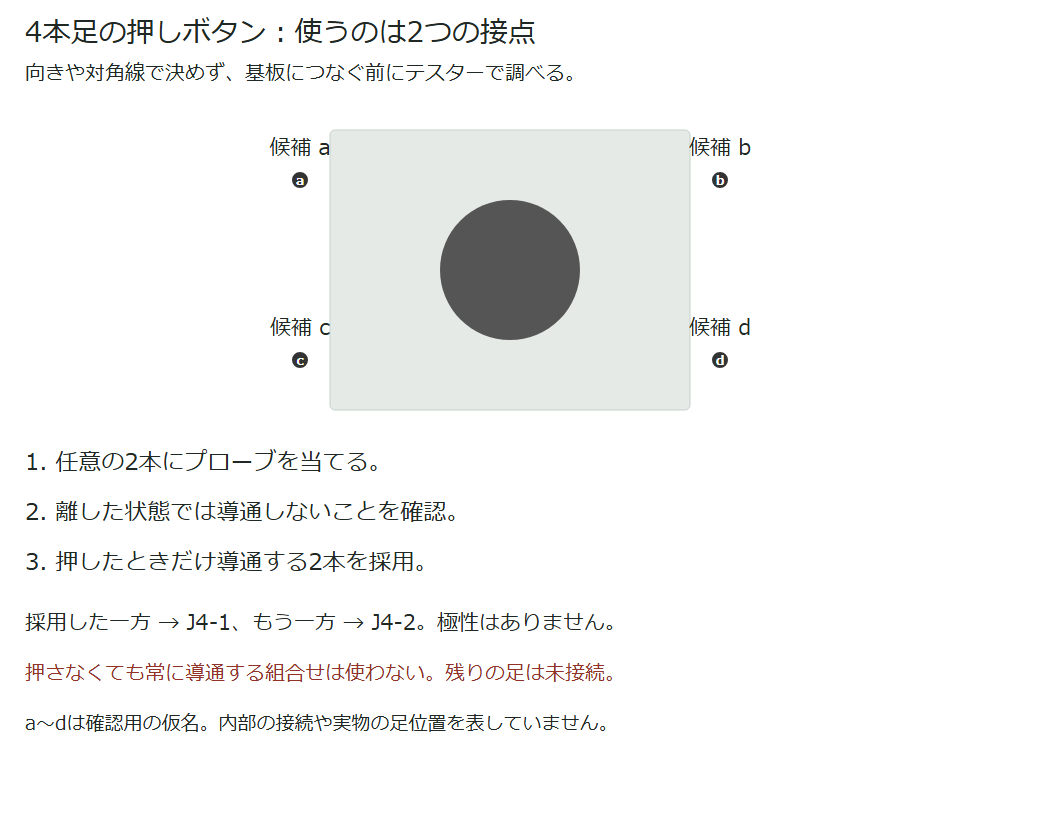 4本足の押しボタン：使うのは2つの接点
向きや対角線で決めず、基板につなぐ前にテスターで調べる。
候補 a
候補 b
a
b
候補 c
候補 d
c
d
1. 任意の2本にプローブを当てる。
2. 離した状態では導通しないことを確認。
3. 押したときだけ導通する2本を採用。
採用した一方 → J4-1、もう一方 → J4-2。極性はありません。
押さなくても常に導通する組合せは使わない。残りの足は未接続。
a～dは確認用の仮名。内部の接続や実物の足位置を表していません。